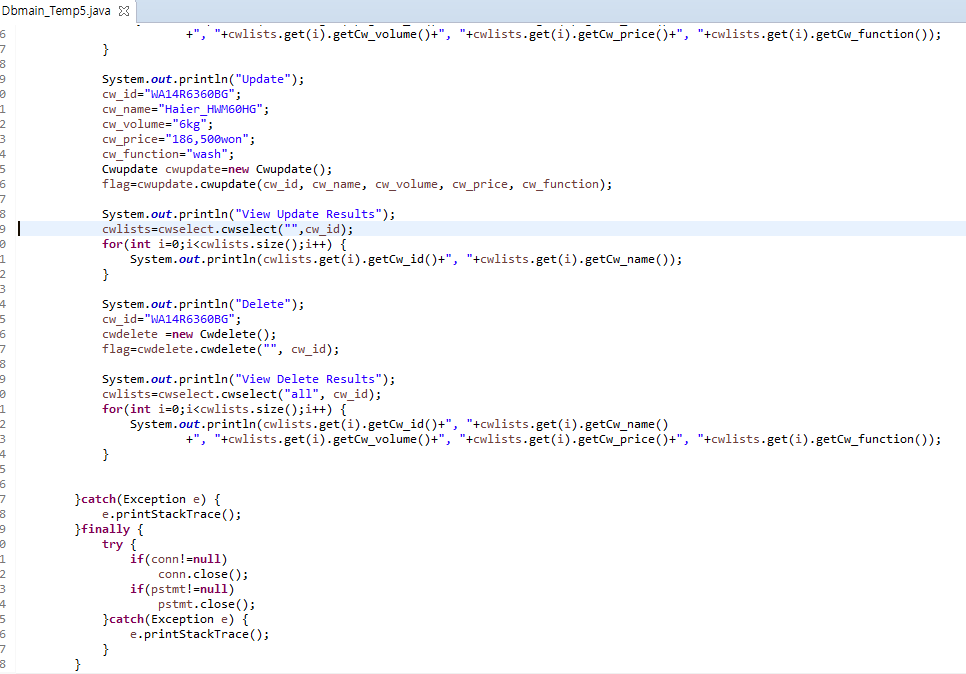 Dbmain_Temp5.java
6 +", "+cwlists.get(i).getCw_volume()+", "+cwlists.get(i).getCw_price()+", "+cwlists.get(i).getCw_function());
7 }
8
9 System.out.println("Update");
0 cw_id="WA14R6360BG";
1 cw_name="Haier_HWM60HG";
2 cw_volume="6kg";
3 cw_price="186,500won";
4 cw_function="wash";
5 Cwupdate cwupdate=new Cwupdate();
6 flag=cwupdate.cwupdate(cw_id, cw_name, cw_volume, cw_price, cw_function);
7
8 System.out.println("View Update Results");
9 cwlists=cwselect.cwselect("",cw_id);
0 for(int i=0;i<cwlists.size();i++) {
1 System.out.println(cwlists.get(i).getCw_id()+", "+cwlists.get(i).getCw_name());
2 }
3
4 System.out.println("Delete");
5 cw_id="WA14R6360BG";
6 cwdelete =new Cwdelete();
7 flag=cwdelete.cwdelete("", cw_id);
8
9 System.out.println("View Delete Results");
0 cwlists=cwselect.cwselect("all", cw_id);
1 for(int i=0;i<cwlists.size();i++) {
2 System.out.println(cwlists.get(i).getCw_id()+", "+cwlists.get(i).getCw_name()
3 +", "+cwlists.get(i).getCw_volume()+", "+cwlists.get(i).getCw_price()+", "+cwlists.get(i).getCw_function());
4 }
5
6
7 }catch(Exception e) {
8 e.printStackTrace();
9 }finally {
0 try {
1 if(conn!=null)
2 conn.close();
3 if(pstmt!=null)
4 pstmt.close();
5 }catch(Exception e) {
6 e.printStackTrace();
7 }
8 }